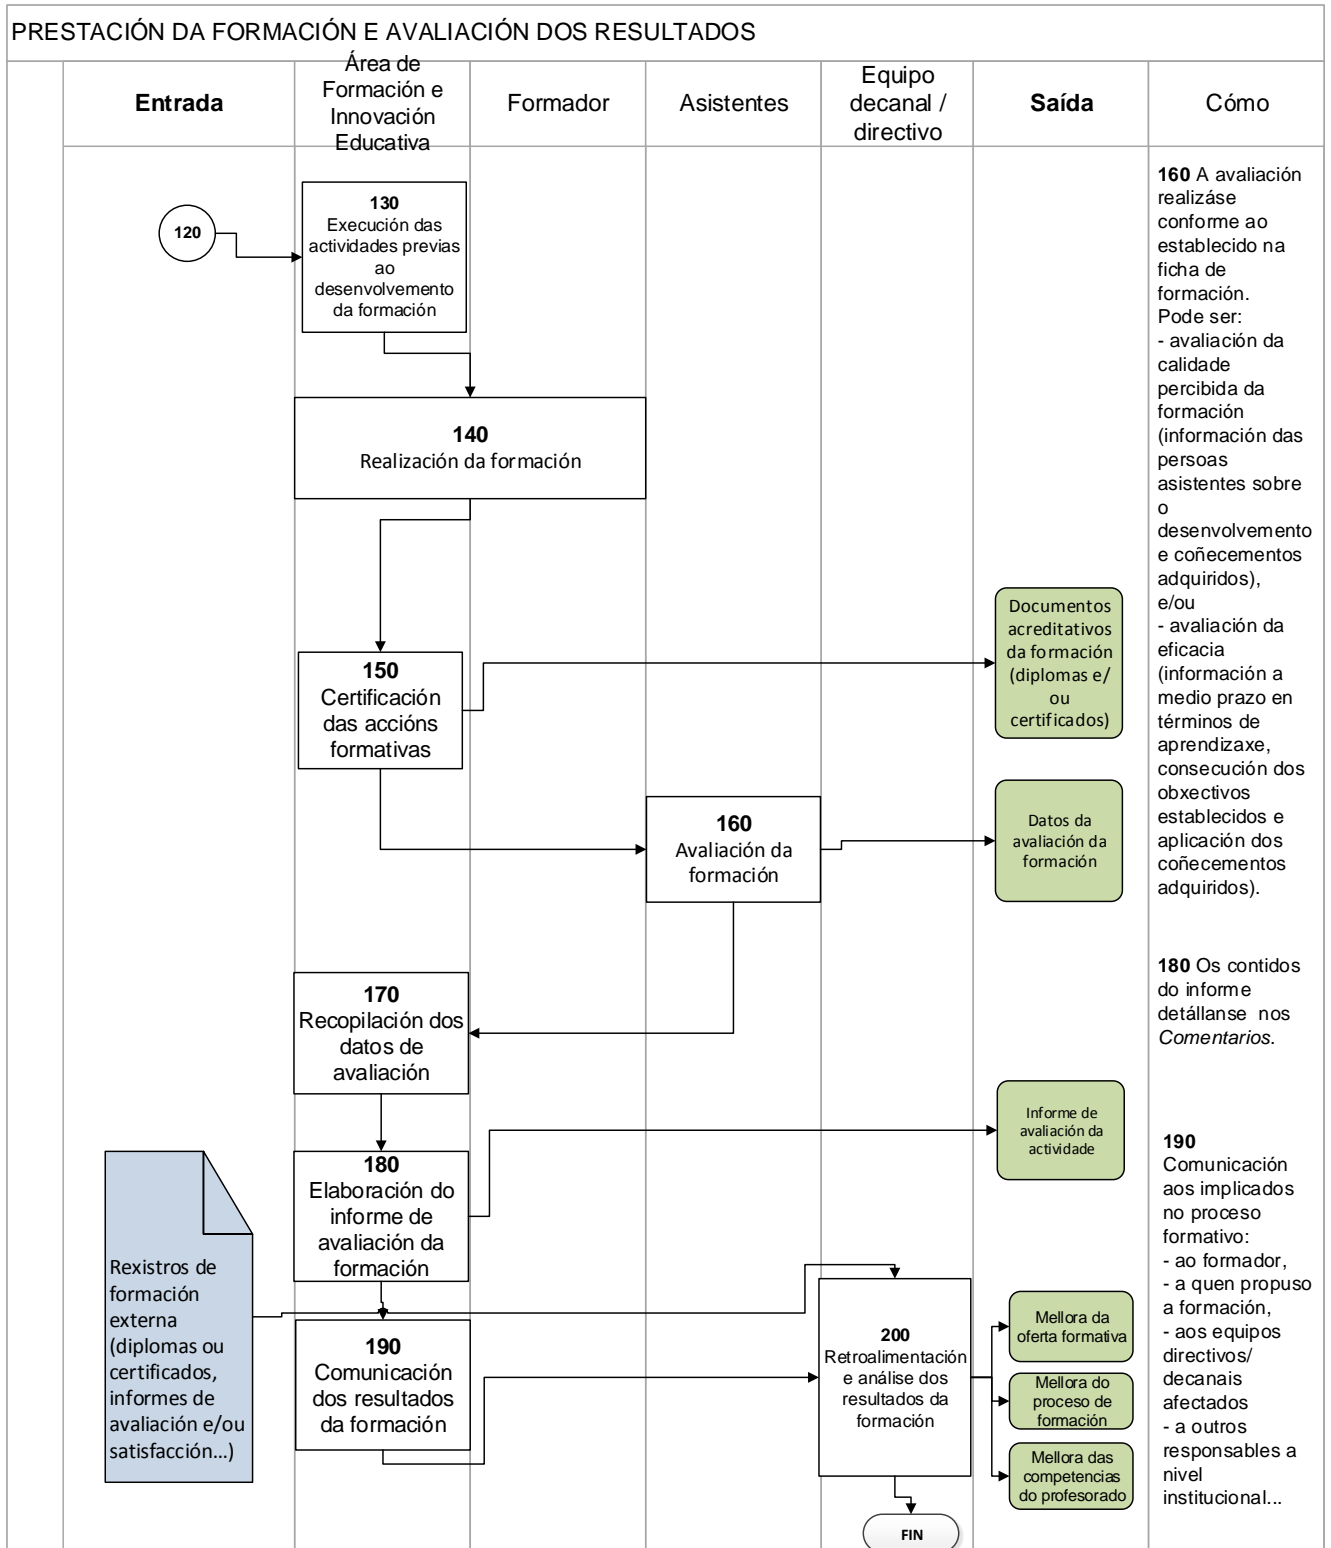 PRESTACIÓN DA FORMACIÓN E AVALIACIÓN DOS RESULTADOS
Entrada
Área de
Formación e
Innovación
Educativa
Formador
Asistentes
Equipo
decanal /
directivo
Saída
Cómo
120
130
Execución das
actividades previas
ao
desenvolvemento
da formación
140
Realización da formación
150
Certificación
das accións
formativas
Documentos
acreditativos
da formación
(diplomas e/
ou
certificados)
160
Avaliación da
formación
Datos da
avaliación da
formación
170
Recopilación dos
datos de
avaliación
180
Elaboración do
informe de
avaliación da
formación
Informe de
avaliación da
actividade
Rexistros de
formación
externa
(diplomas ou
certificados,
informes de
avaliación e/ou
satisfacción...)
190
Comunicación
dos resultados
da formación
200
Retroalimentación
e análise dos
resultados da
formación
Mellora da
oferta formativa
Mellora do
proceso de
formación
Mellora das
competencias
do profesorado
FIN
160 A avaliación
realizáse
conforme ao
establecido na
ficha de
formación.
Pode ser:
- avaliación da
calidade
percibida da
formación
(información das
persoas
asistentes sobre
o
desenvolvemento
e coñecementos
adquiridos),
e/ou
- avaliación da
eficacia
(información a
medio prazo en
términos de
aprendizaxe,
consecución dos
obxectivos
establecidos e
aplicación dos
coñecementos
adquiridos).
180 Os contidos
do informe
detállanse nos
Comentarios.
190
Comunicación
aos implicados
no proceso
formativo:
- ao formador,
- a quen propuso
a formación,
- aos equipos
directivos/
decanais
afectados
- a outros
responsables a
nivel
institucional...